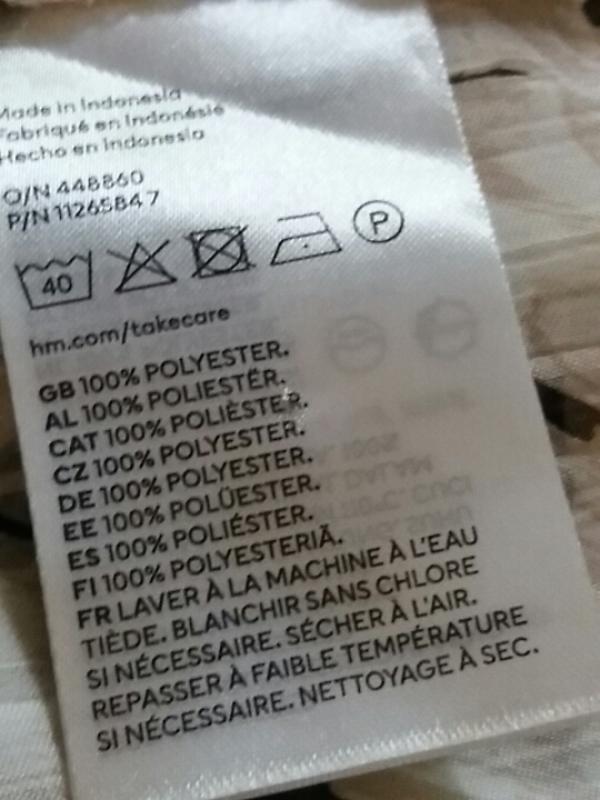 Made in Indonesia
Fabriqué en Indonésie
Hecho en Indonesia
O/N 448860
P/N 11265847
40
P
hm.com/takecare
GB 100% POLYESTER.
AL 100% POLIESTËR.
CAT 100% POLIÈSTER.
CZ 100% POLYESTER.
DE 100% POLYESTER.
EE 100% POLÜESTER.
ES 100% POLIÉSTER.
FI 100% POLYESTERIÄ.
FR LAVER À LA MACHINE À L'EAU
TIÈDE. BLANCHIR SANS CHLORE
SI NÉCESSAIRE. SÉCHER À L'AIR.
REPASSER À FAIBLE TEMPÉRATURE
SI NÉCESSAIRE. NETTOYAGE À SEC.